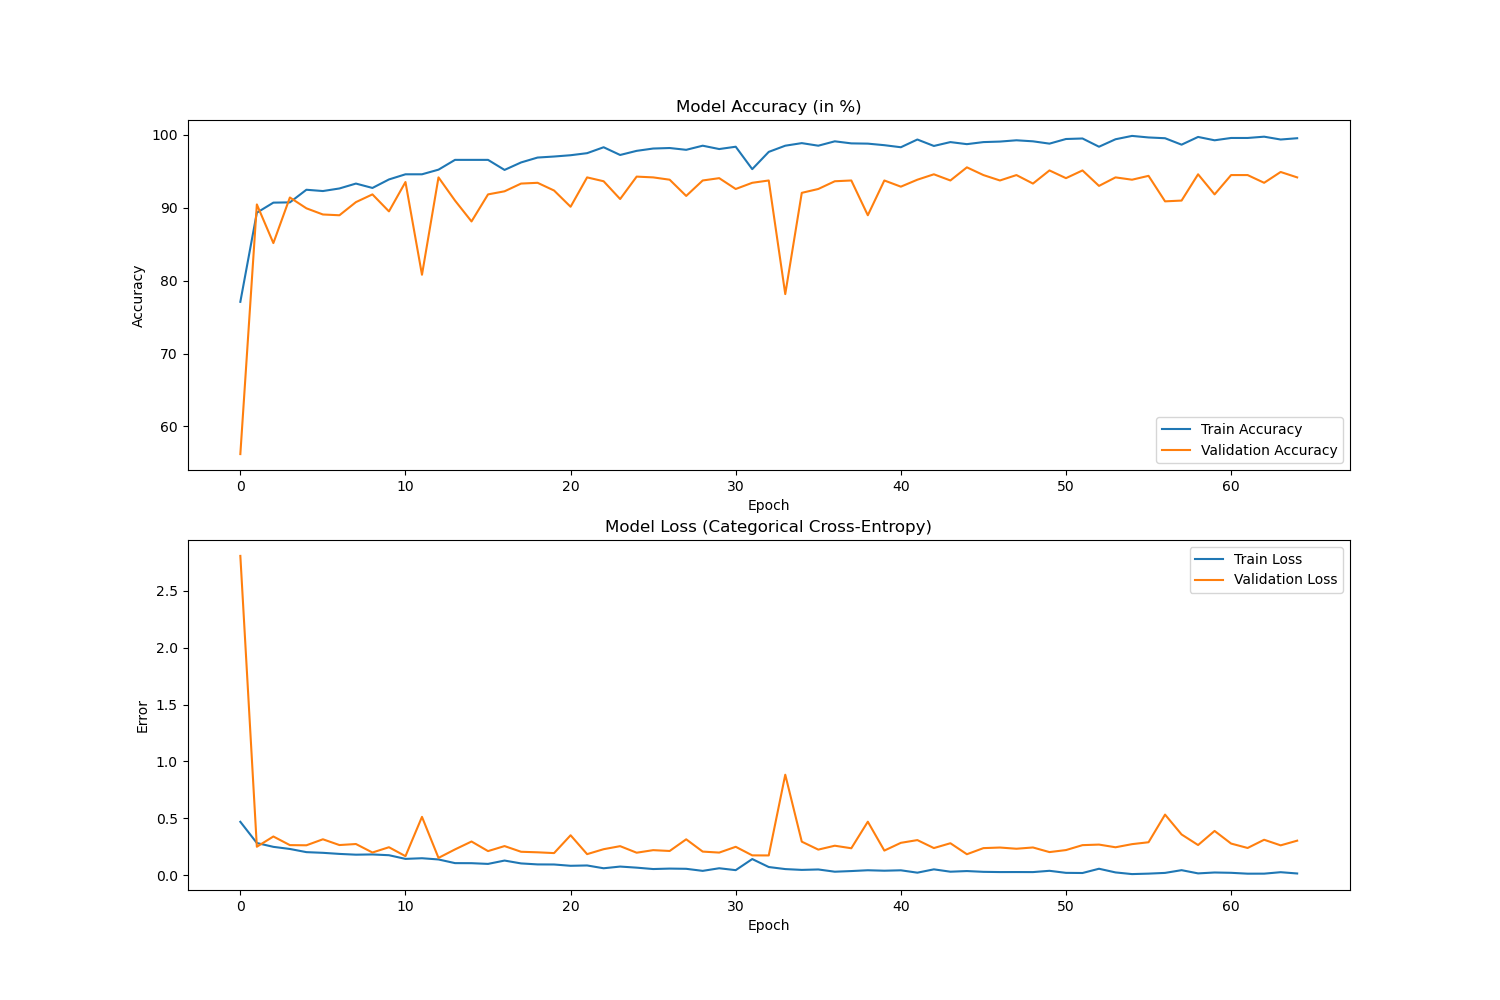 Model Accuracy (in %)
100
90
80
70
60
Accuracy
Train Accuracy
Validation Accuracy
0 10 20 30 40 50 60
Epoch
Model Loss (Categorical Cross-Entropy)
Train Loss
Validation Loss
2.5
2.0
1.5
1.0
0.5
0.0
Error
0 10 20 30 40 50 60
Epoch